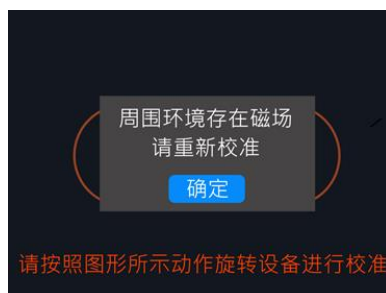 周围环境存在磁场
请重新校准
确定
请按照图形所示动作旋转设备进行校准